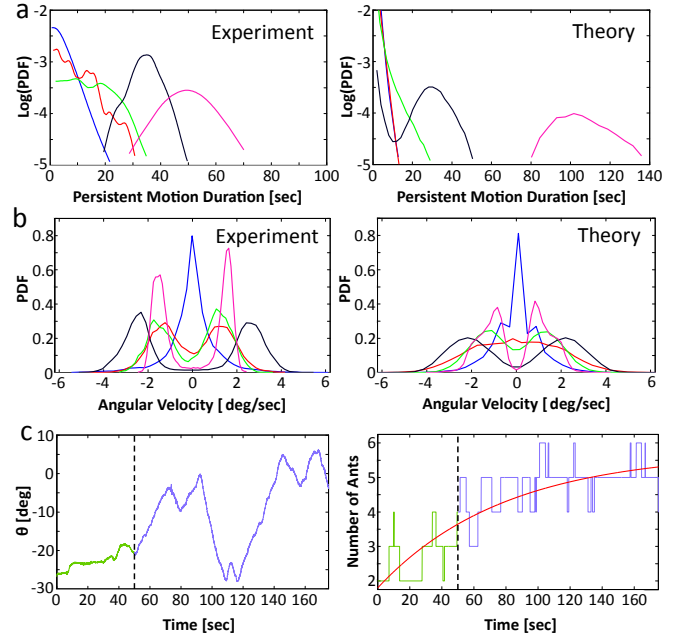 a
Experiment
Theory
Log(PDF)
-2
-3
-4
-5
0 20 40 60 80 100
Persistent Motion Duration [sec]
Log(PDF)
-2
-3
-4
-5
0 20 40 60 80 100 120 140
Persistent Motion Duration [sec]
b
Experiment
Theory
PDF
0.8
0.6
0.4
0.2
0
-6 -4 -2 0 2 4 6
Angular Velocity [deg/sec]
PDF
0.8
0.6
0.4
0.2
0
-6 -4 -2 0 2 4 6
Angular Velocity [deg/sec]
c
θ [deg]
10
0
-10
-20
-30
0 20 40 60 80 100 120 140 160
Time [sec]
Number of Ants
6
5
4
3
2
0 20 40 60 80 100 120 140 160
Time [sec]